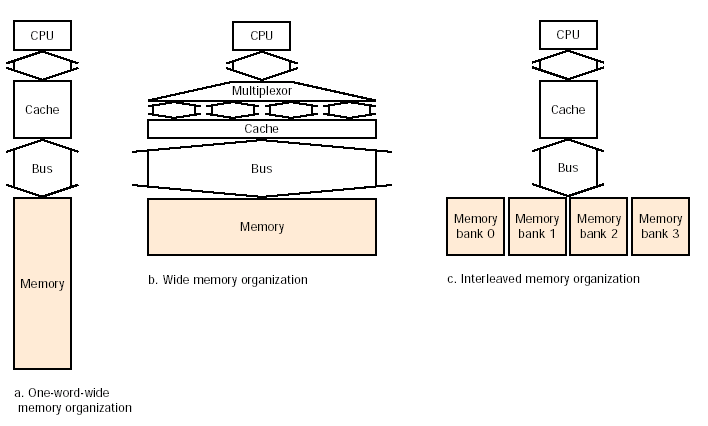 CPU
Cache
Bus
Memory
a. One-word-wide
memory organization
CPU
Multiplexor
Cache
Bus
Memory
b. Wide memory organization
CPU
Cache
Bus
Memory
bank 0
Memory
bank 1
Memory
bank 2
Memory
bank 3
c. Interleaved memory organization